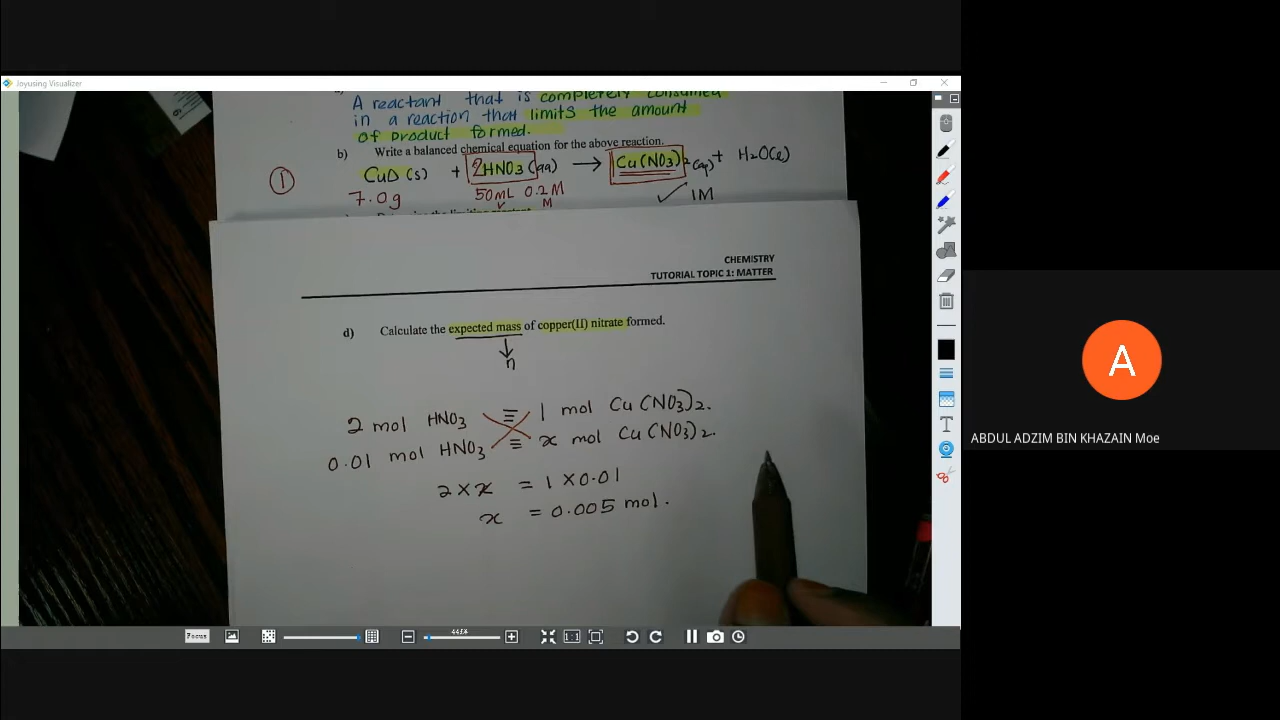 Joyusing Visualizer
A reactant that is completely consumed
in a reaction that limits the amount
of product formed.
b) Write a balanced chemical equation for the above reaction.
① CuO (s) + 2HNO3 (aq) → Cu(NO3)2 (aq) + H2O(l)
7.0g 50mL 0.2M ✓ 1M
M
CHEMISTRY
TUTORIAL TOPIC 1: MATTER
d) Calculate the expected mass of copper(II) nitrate formed.
↓
n
2 mol HNO3 ≡ 1 mol Cu(NO3)2.
0.01 mol HNO3 ≡ x mol Cu(NO3)2.
2 × x = 1 × 0.01
x = 0.005 mol.
A
ABDUL ADZIM BIN KHAZAIN Moe
Focus
1:1
T